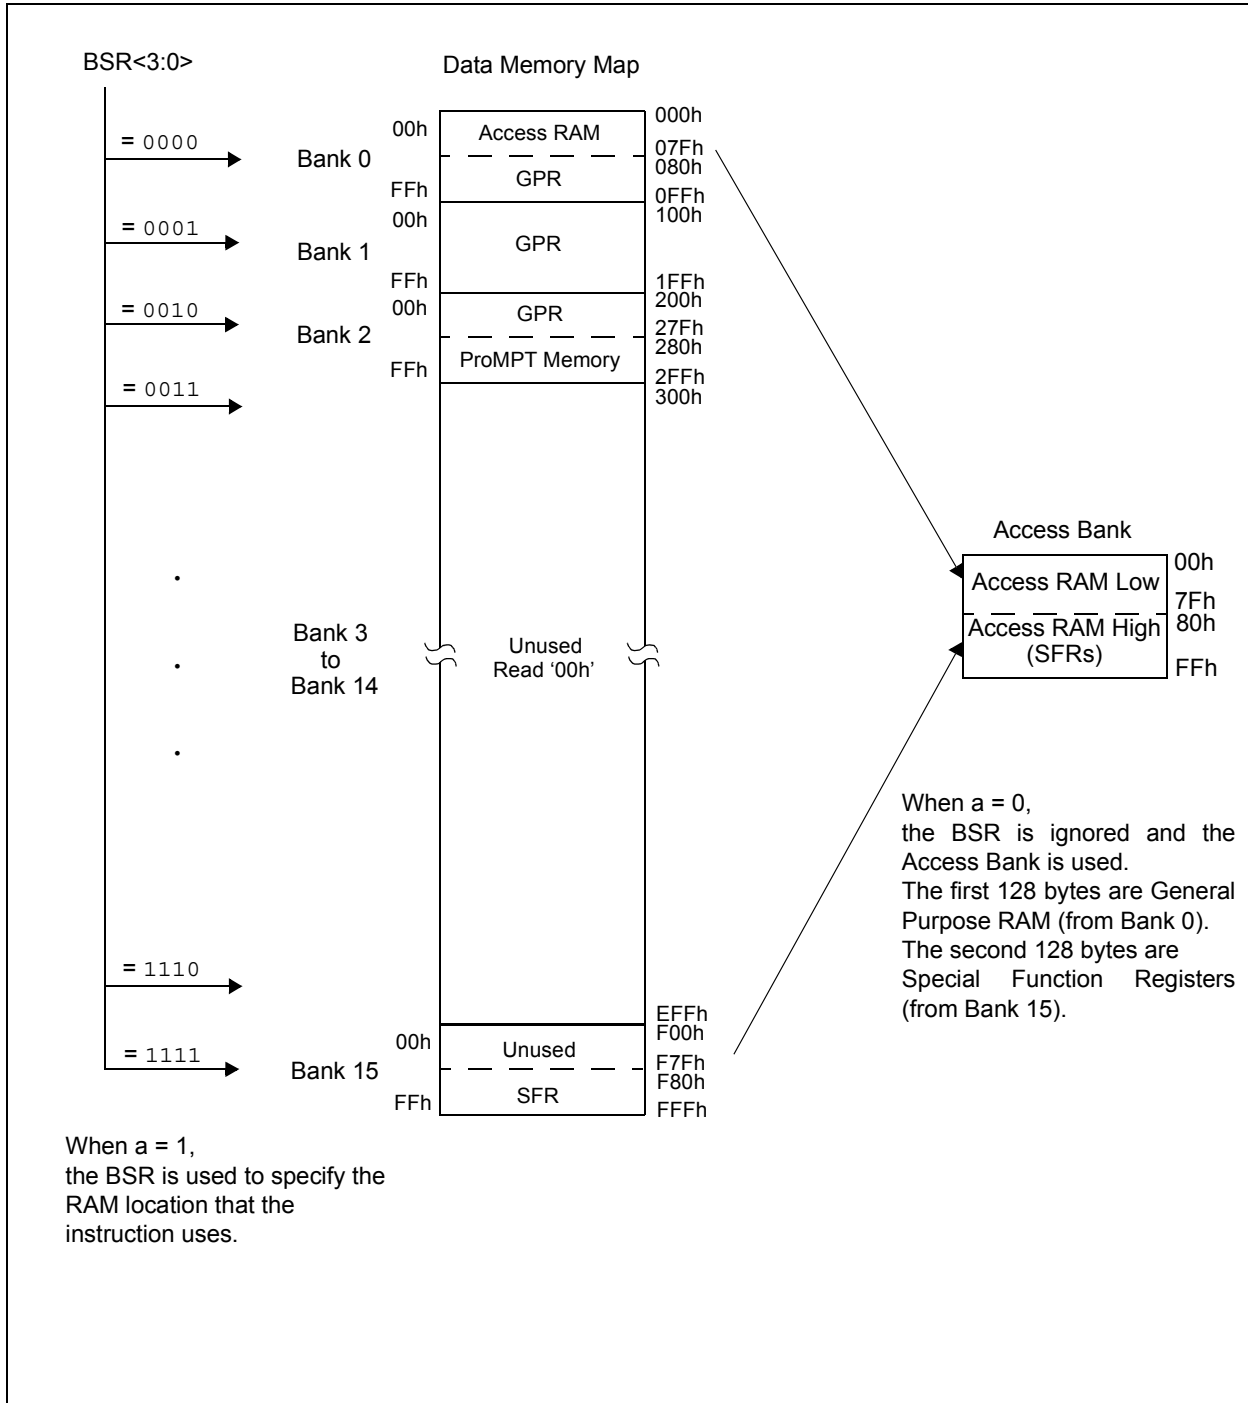 BSR<3:0>
Data Memory Map
= 0000
Bank 0
00h
FFh
Access RAM
GPR
000h
07Fh
080h
0FFh
= 0001
Bank 1
00h
FFh
GPR
100h
1FFh
= 0010
Bank 2
00h
FFh
GPR
ProMPT Memory
200h
27Fh
280h
2FFh
= 0011
300h
.
.
.
Bank 3
to
Bank 14
Unused
Read ‘00h’
= 1110
EFFh
= 1111
Bank 15
00h
FFh
Unused
SFR
F00h
F7Fh
F80h
FFFh
Access Bank
Access RAM Low
Access RAM High
(SFRs)
00h
7Fh
80h
FFh
When a = 0,
the BSR is ignored and the
Access Bank is used.
The first 128 bytes are General
Purpose RAM (from Bank 0).
The second 128 bytes are
Special Function Registers
(from Bank 15).
When a = 1,
the BSR is used to specify the
RAM location that the
instruction uses.